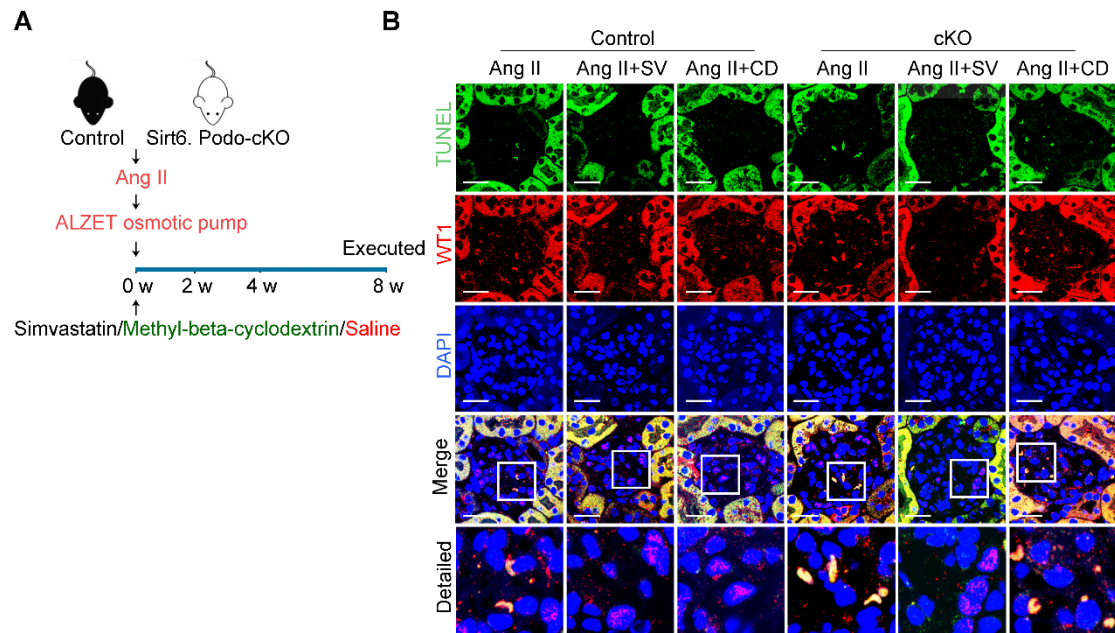 A
Control
Sirt6. Podo-cKO
Ang II
ALZET osmotic pump
Executed
0 w
2 w
4 w
8 w
Simvastatin/Methyl-beta-cyclodextrin/Saline
B
Control
cKO
Ang II
Ang II+SV
Ang II+CD
Ang II
Ang II+SV
Ang II+CD
TUNEL
WT1
DAPI
Merge
Detailed